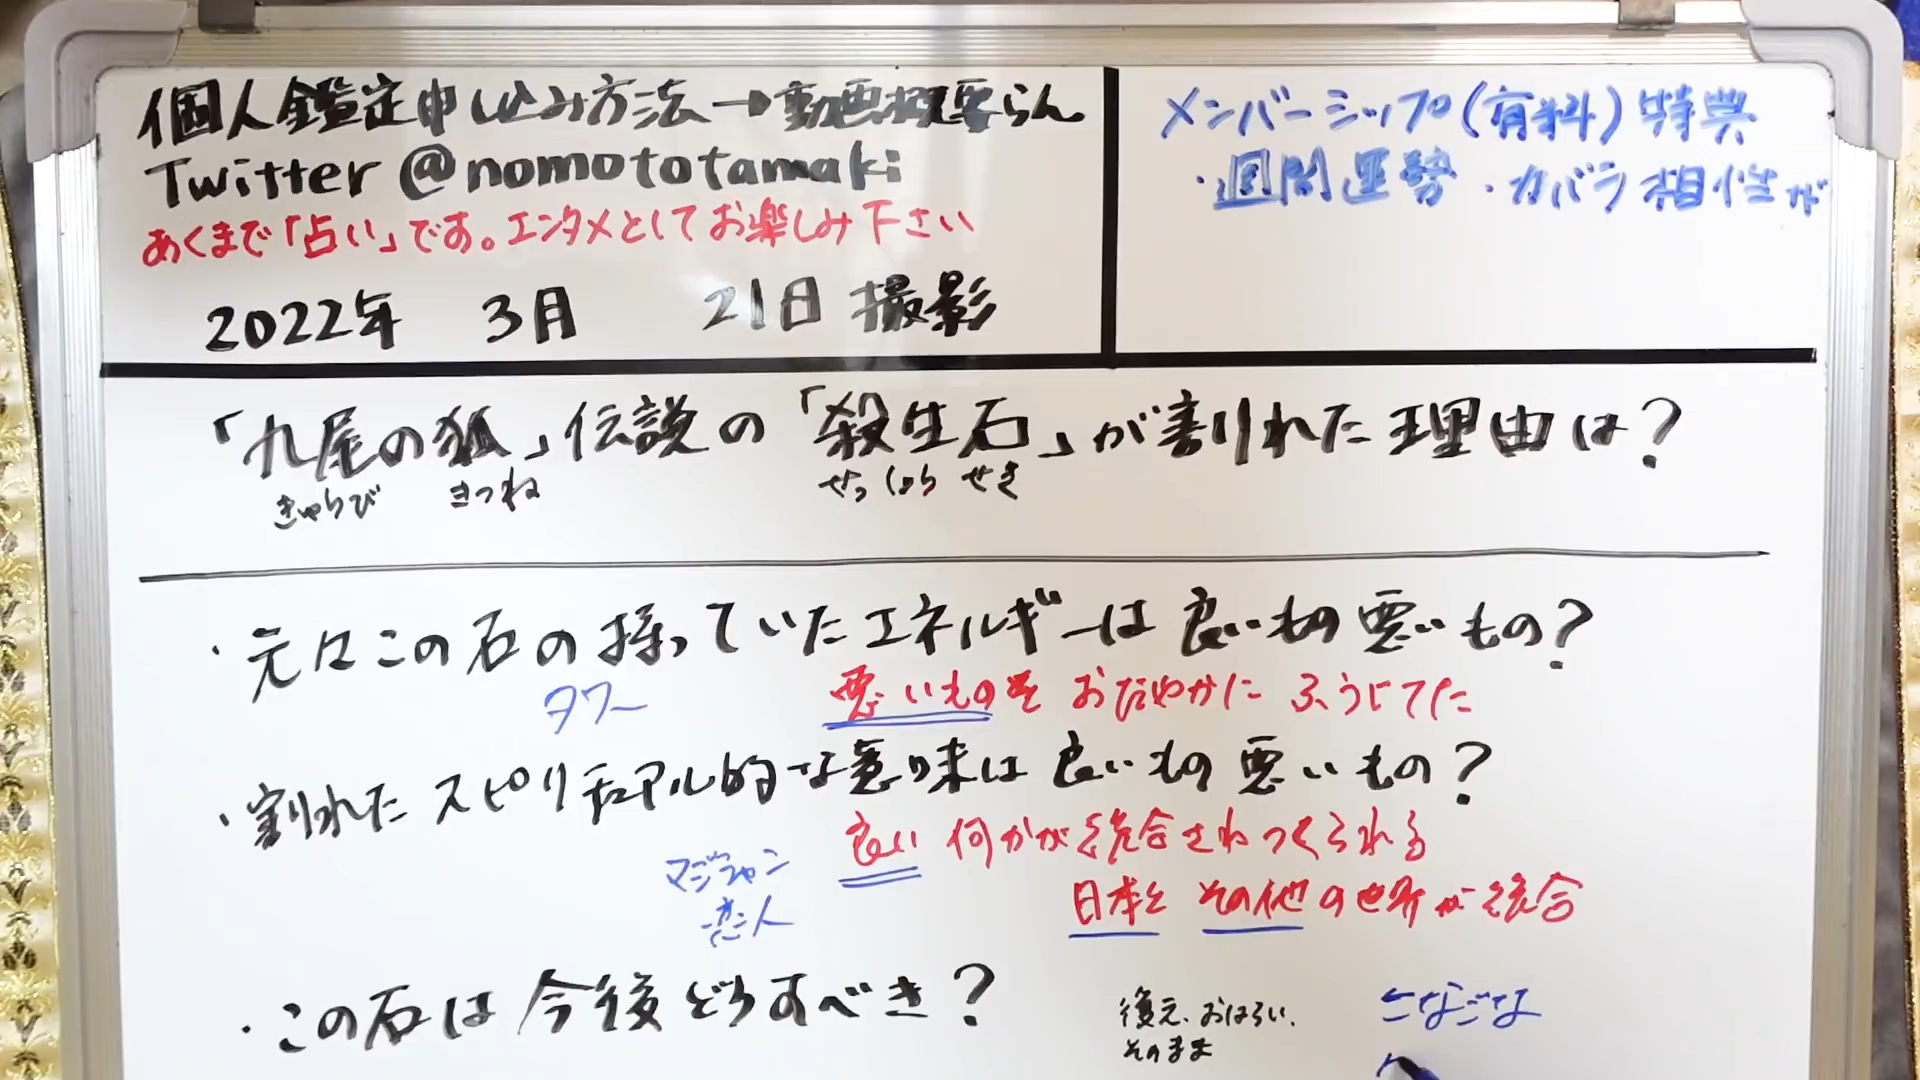 個人鑑定申し込み方法→動画概要らん
Twitter @nomototamaki
あくまで「占い」です。エンタメとしてお楽しみ下さい
2022年 3月 21日 撮影
メンバーシップ(有料)特典
・週間運勢 ・カバラ相性が
「九尾の狐」伝説の「殺生石」が割れた理由は?
きゅうび きつね せっしょうせき
・元々この石の持っていたエネルギーは良いもの悪いもの?
タワー 悪いものを おだやかに ふうじてた
・割れたスピリチュアル的な意味は良いもの悪いもの?
マジシャン 良い 何かが統合されつくられる
恋人 日本と その他の世界が統合
・この石は今後どうすべき?
復元、おはらい、
そのまま
こなごな